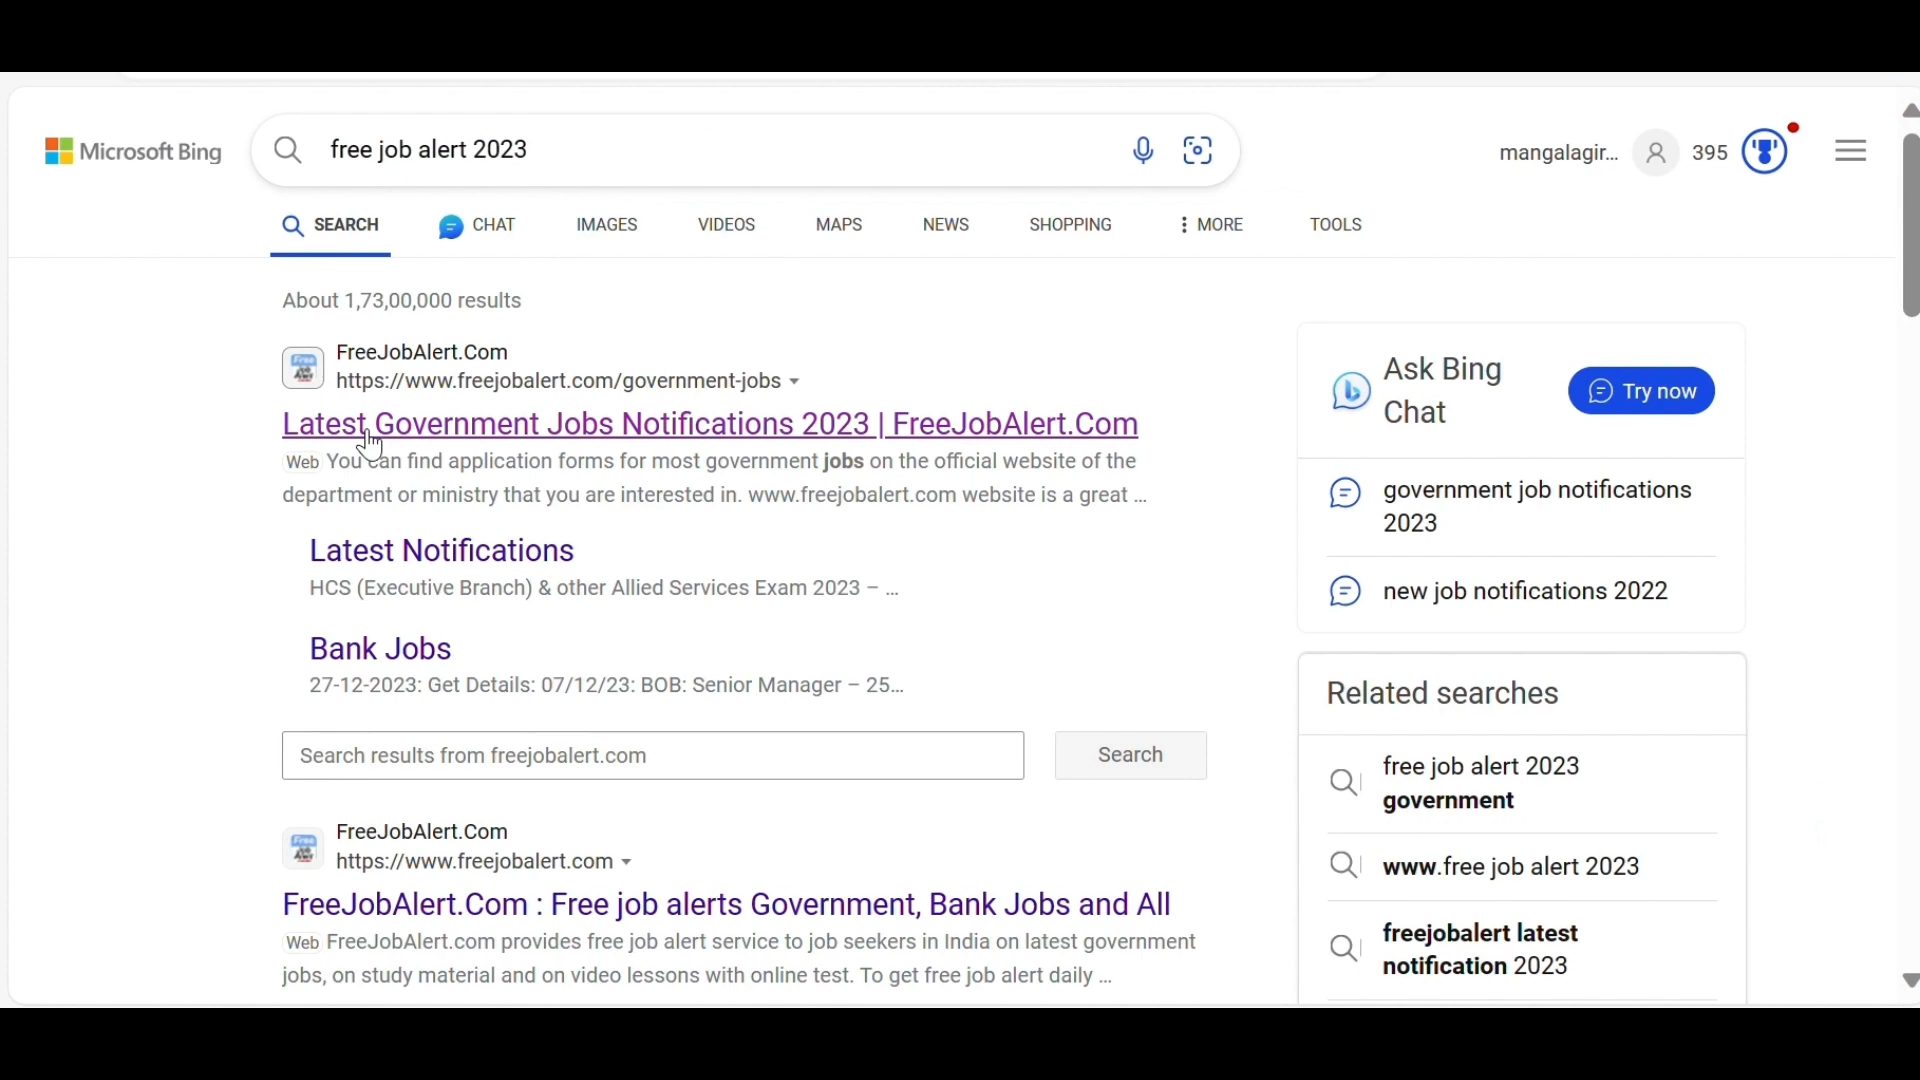 Microsoft Bing
free job alert 2023
mangalagir... 395
SEARCH CHAT IMAGES VIDEOS MAPS NEWS SHOPPING MORE TOOLS
About 1,73,00,000 results
FreeJobAlert.Com
https://www.freejobalert.com/government-jobs
Latest Government Jobs Notifications 2023 | FreeJobAlert.Com
Web You can find application forms for most government jobs on the official website of the
department or ministry that you are interested in. www.freejobalert.com website is a great ...
Latest Notifications
HCS (Executive Branch) & other Allied Services Exam 2023 – ...
Bank Jobs
27-12-2023: Get Details: 07/12/23: BOB: Senior Manager – 25...
Search results from freejobalert.com
Search
FreeJobAlert.Com
https://www.freejobalert.com
FreeJobAlert.Com : Free job alerts Government, Bank Jobs and All
Web FreeJobAlert.com provides free job alert service to job seekers in India on latest government
jobs, on study material and on video lessons with online test. To get free job alert daily ...
Ask Bing
Chat
Try now
government job notifications
2023
new job notifications 2022
Related searches
free job alert 2023
government
www.free job alert 2023
freejobalert latest
notification 2023